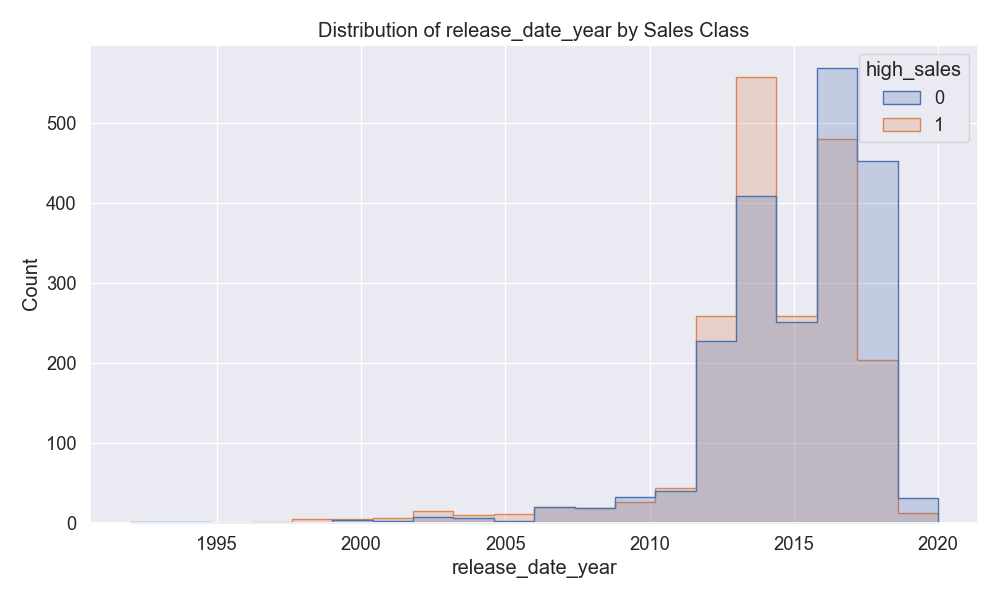 Distribution of release_date_year by Sales Class
high_sales
0
1
Count
500
400
300
200
100
0
1995 2000 2005 2010 2015 2020
release_date_year